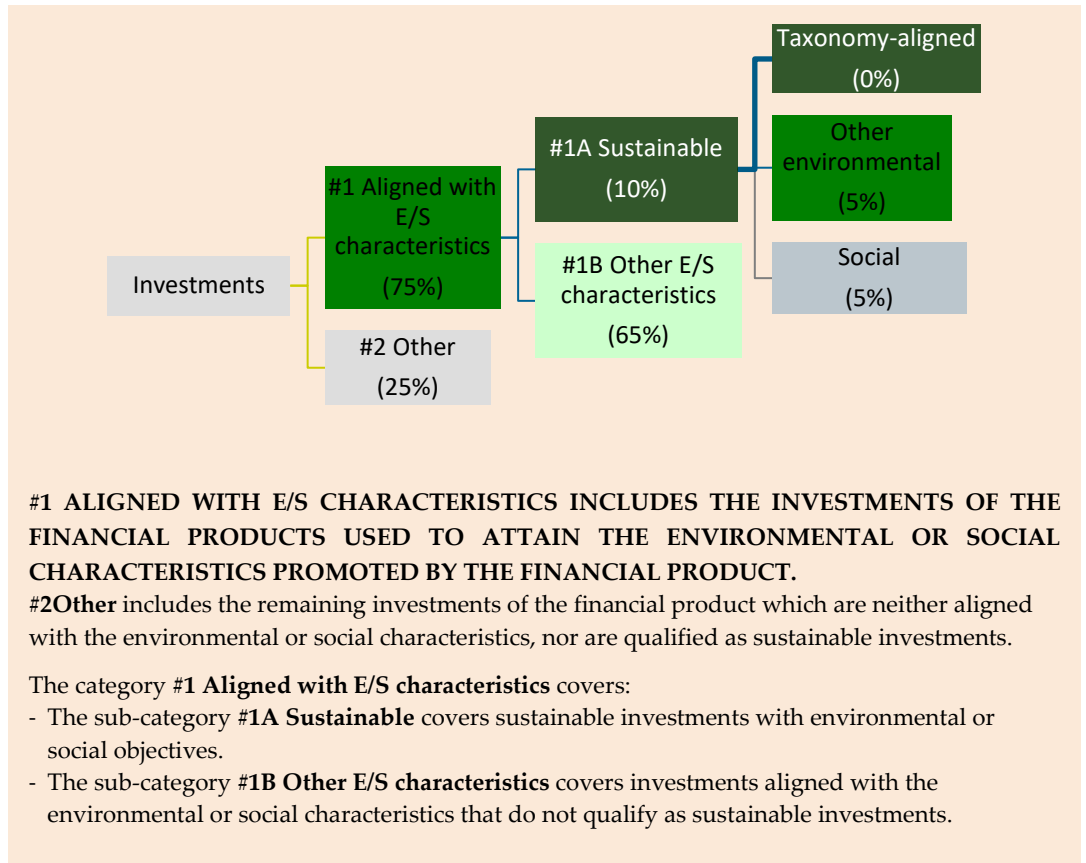 Taxonomy-aligned
(0%)
#1A Sustainable
(10%)
Other
environmental
(5%)
#1 Aligned with
E/S
characteristics
(75%)
Social
(5%)
#1B Other E/S
characteristics
(65%)
Investments
#2 Other
(25%)
#1 ALIGNED WITH E/S CHARACTERISTICS INCLUDES THE INVESTMENTS OF THE
FINANCIAL PRODUCTS USED TO ATTAIN THE ENVIRONMENTAL OR SOCIAL
CHARACTERISTICS PROMOTED BY THE FINANCIAL PRODUCT.
#2Other includes the remaining investments of the financial product which are neither aligned
with the environmental or social characteristics, nor are qualified as sustainable investments.
The category #1 Aligned with E/S characteristics covers:
- The sub-category #1A Sustainable covers sustainable investments with environmental or
social objectives.
- The sub-category #1B Other E/S characteristics covers investments aligned with the
environmental or social characteristics that do not qualify as sustainable investments.